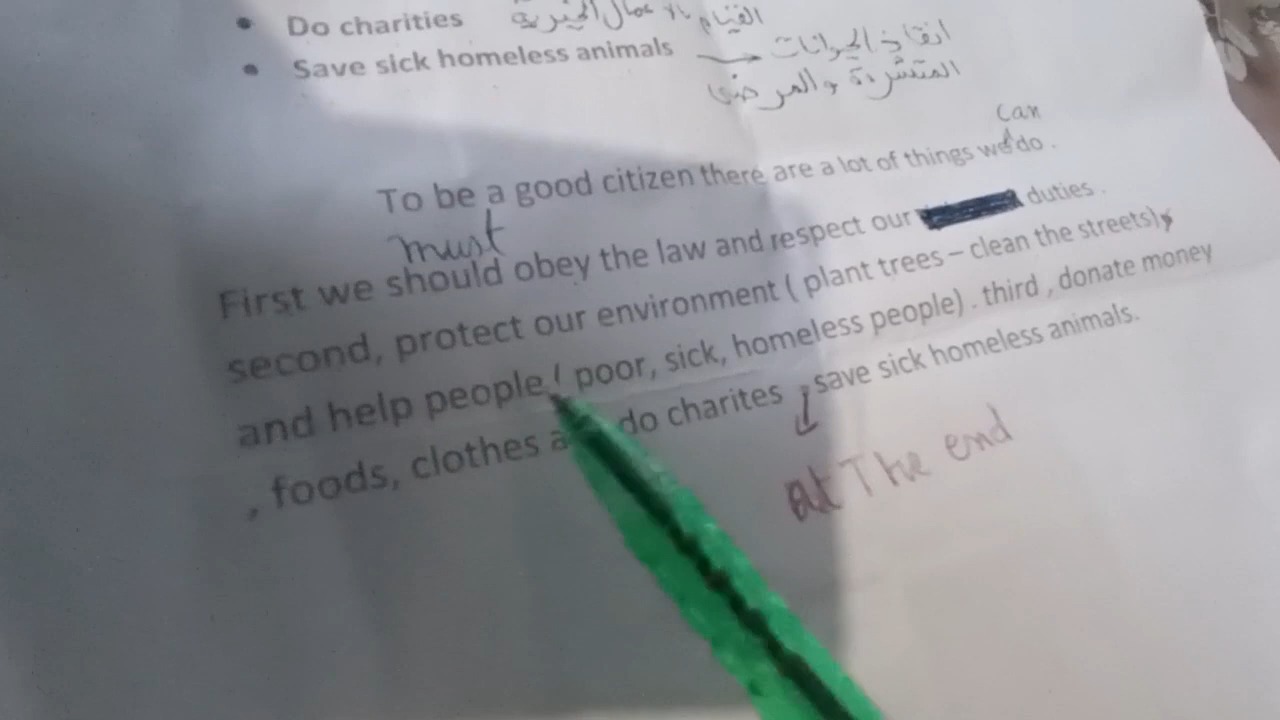 • Do charities القيام بالاعمال الخيرية
• Save sick homeless animals → انقاذ الحيوانات
المتشردة والمرضى
can
To be a good citizen there are a lot of things we do .
must
First we should obey the law and respect our duties .
second, protect our environment ( plant trees – clean the streets),
and help people ( poor, sick, homeless people) . third , donate money
, foods, clothes do charites , save sick homeless animals.
at The end